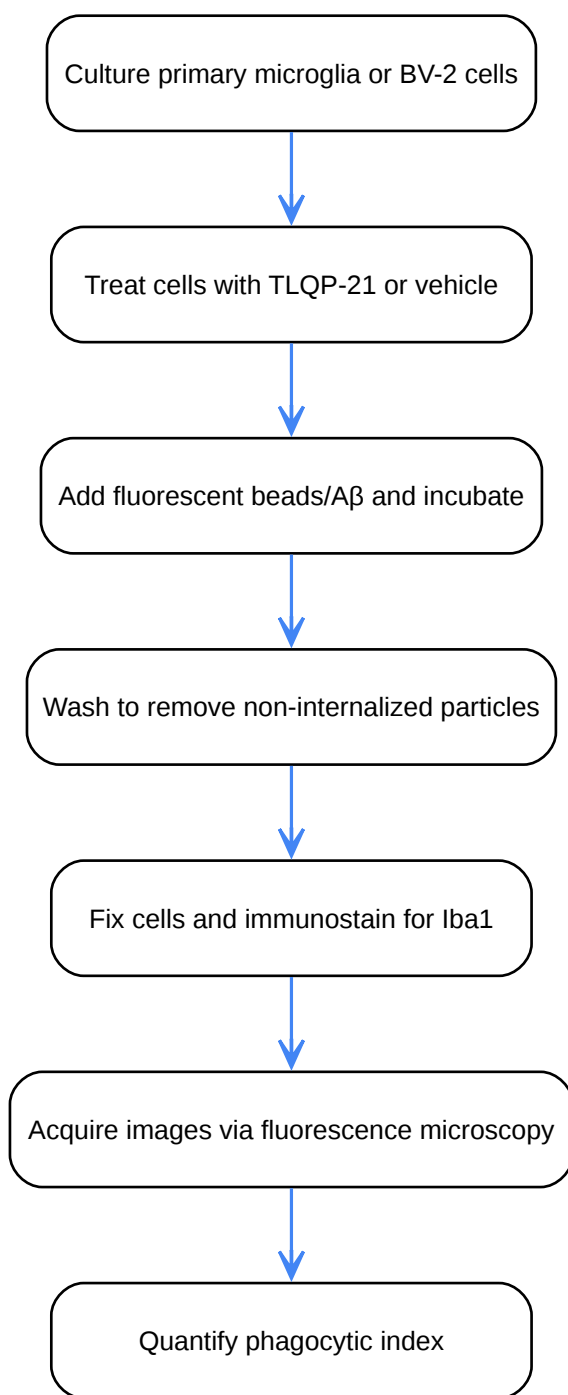 Culture primary microglia or BV-2 cells
Treat cells with TLQP-21 or vehicle
Add fluorescent beads/Aβ and incubate
Wash to remove non-internalized particles
Fix cells and immunostain for Iba1
Acquire images via fluorescence microscopy
Quantify phagocytic index